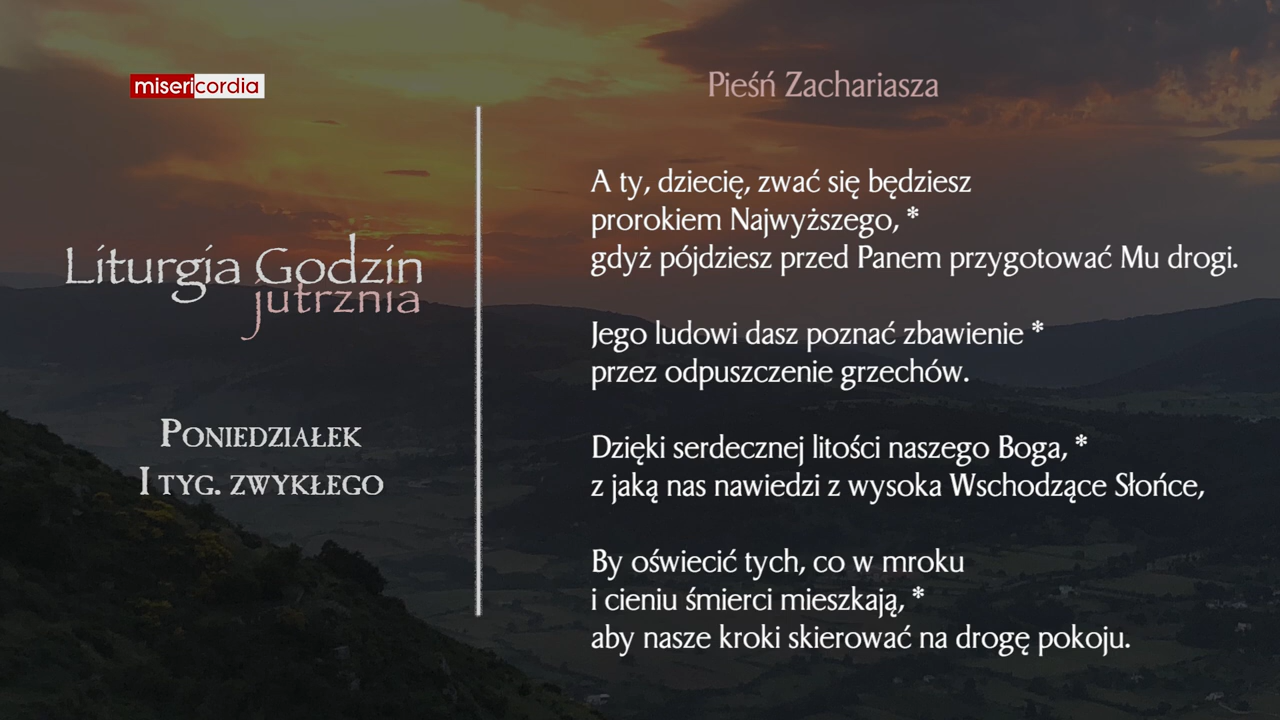 misericordia
Liturgia Godzin
jutrznia
Poniedziałek
I tyg. zwykłego
Pieśń Zachariasza
A ty, dziecię, zwać się będziesz
prorokiem Najwyższego, *
gdyż pójdziesz przed Panem przygotować Mu drogi.
Jego ludowi dasz poznać zbawienie *
przez odpuszczenie grzechów.
Dzięki serdecznej litości naszego Boga, *
z jaką nas nawiedzi z wysoka Wschodzące Słońce,
By oświecić tych, co w mroku
i cieniu śmierci mieszkają, *
aby nasze kroki skierować na drogę pokoju.